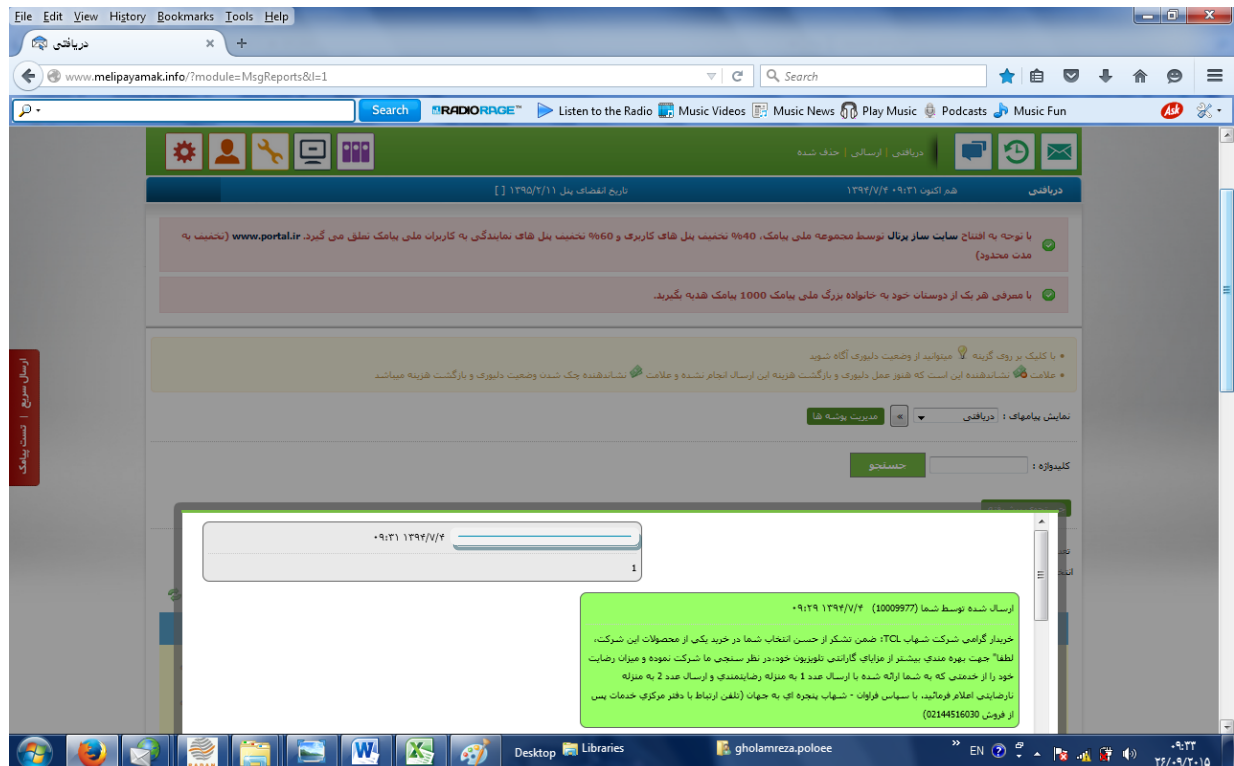 File Edit View History Bookmarks Tools Help
دریافتی
www.melipayamak.info/?module=MsgReports&l=1
Search
Search
RADIORAGE™ Listen to the Radio Music Videos Music News Play Music Podcasts Music Fun Ask
دریافتی | ارسالی | حذف شده
دریافتی هم اکنون ۰۹:۳۱ ۱۳۹۴/۷/۴ تاریخ انقضای پنل ۱۳۹۵/۲/۱۱ [ ]
با توجه به افتتاح سایت ساز پرتال توسط مجموعه ملی پیامک، 40% تخفیف پنل های کاربری و 60% تخفیف پنل های نمایندگی به کاربران ملی پیامک تعلق می گیرد. www.portal.ir (تخفیف به
مدت محدود)
با معرفی هر یک از دوستان خود به خانواده بزرگ ملی پیامک 1000 پیامک هدیه بگیرید.
با کلیک بر روی گزینه میتوانید از وضعیت دلیوری آگاه شوید
علامت نشاندهنده این است که هنوز عمل دلیوری و بازگشت هزینه این ارسال انجام نشده و علامت نشاندهنده چک شدن وضعیت دلیوری و بازگشت هزینه میباشد
ارسال سریع | تست پیامک
نمایش پیامهای : دریافتی » مدیریت پوشه ها
کلیدواژه : جستجو
۰۹:۳۱ ۱۳۹۴/۷/۴
1
ارسال شده توسط شما (10009977) ۰۹:۲۹ ۱۳۹۴/۷/۴
خریدار گرامی شرکت شهاب TCL؛ ضمن تشکر از حسن انتخاب شما در خرید یکی از محصولات این شرکت،
لطفا" جهت بهره مندي بیشتر از مزایاي گارانتی تلویزیون خود،در نظر سنجی ما شرکت نموده و میزان رضایت
خود را از خدمتی که به شما ارائه شده با ارسال عدد 1 به منزله رضایتمندي و ارسال عدد 2 به منزله
نارضایتی اعلام فرمائید، با سپاس فراوان - شهاب پنجره اي به جهان (تلفن ارتباط با دفتر مرکزي خدمات پس
از فروش 02144516030)
Desktop Libraries gholamreza.poloee » EN ۰۹:۳۳
۲۶/۰۹/۲۰۱۵